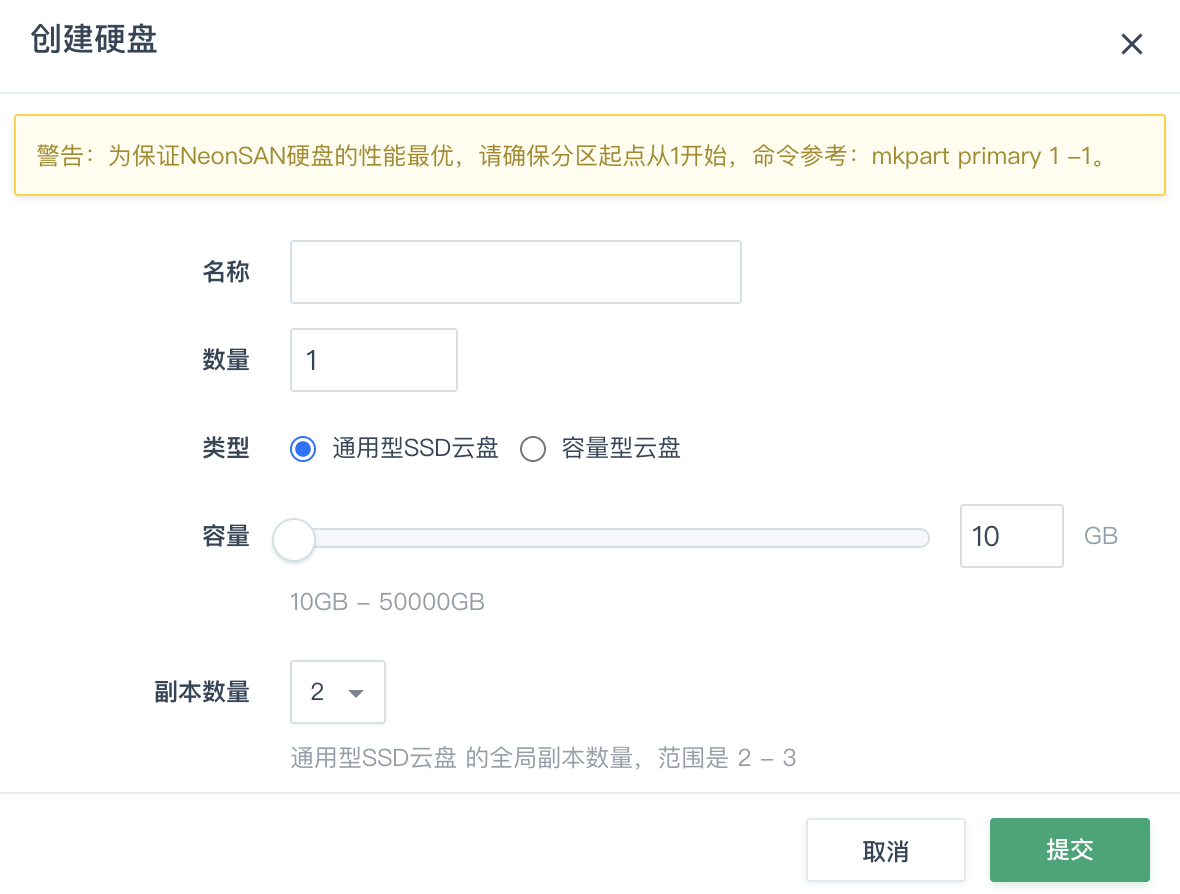 创建硬盘
警告：为保证NeonSAN硬盘的性能最优，请确保分区起点从1开始，命令参考：mkpart primary 1 –1。
名称
数量 1
类型 通用型SSD云盘 容量型云盘
容量 10 GB
10GB – 50000GB
副本数量 2
通用型SSD云盘 的全局副本数量，范围是 2 – 3
取消 提交